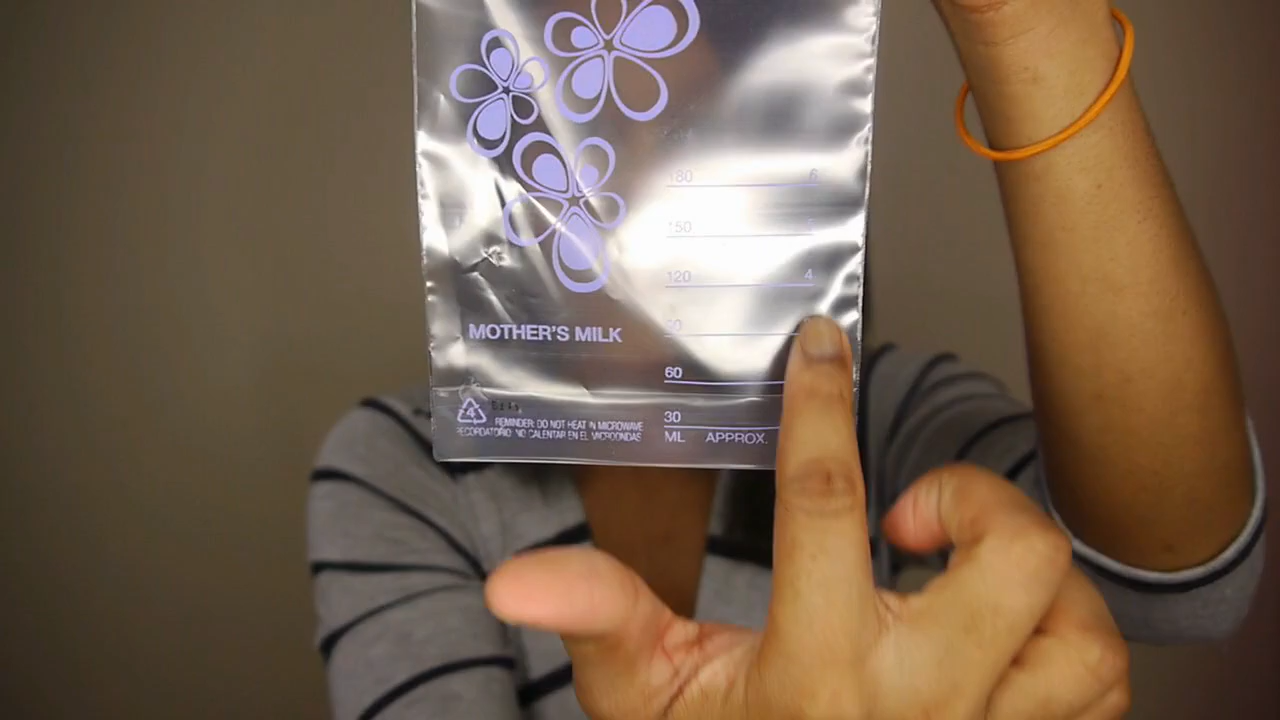 180 6
150
120 4
MOTHER'S MILK
60
30
ML APPROX.
4
REMINDER: DO NOT HEAT IN MICROWAVE
RECORDATORIO: NO CALENTAR EN EL MICROONDAS